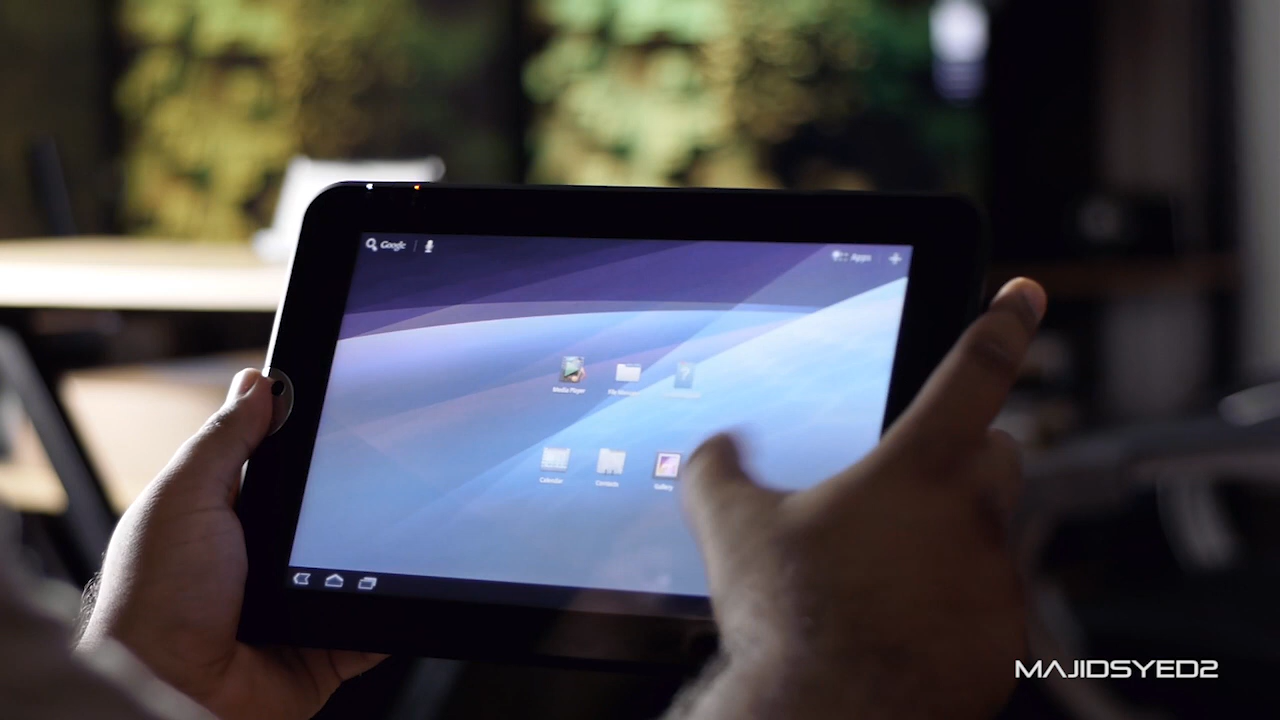 Google
Apps
Media Player
Calendar
Contacts
Gallery
MAJIDSYED2